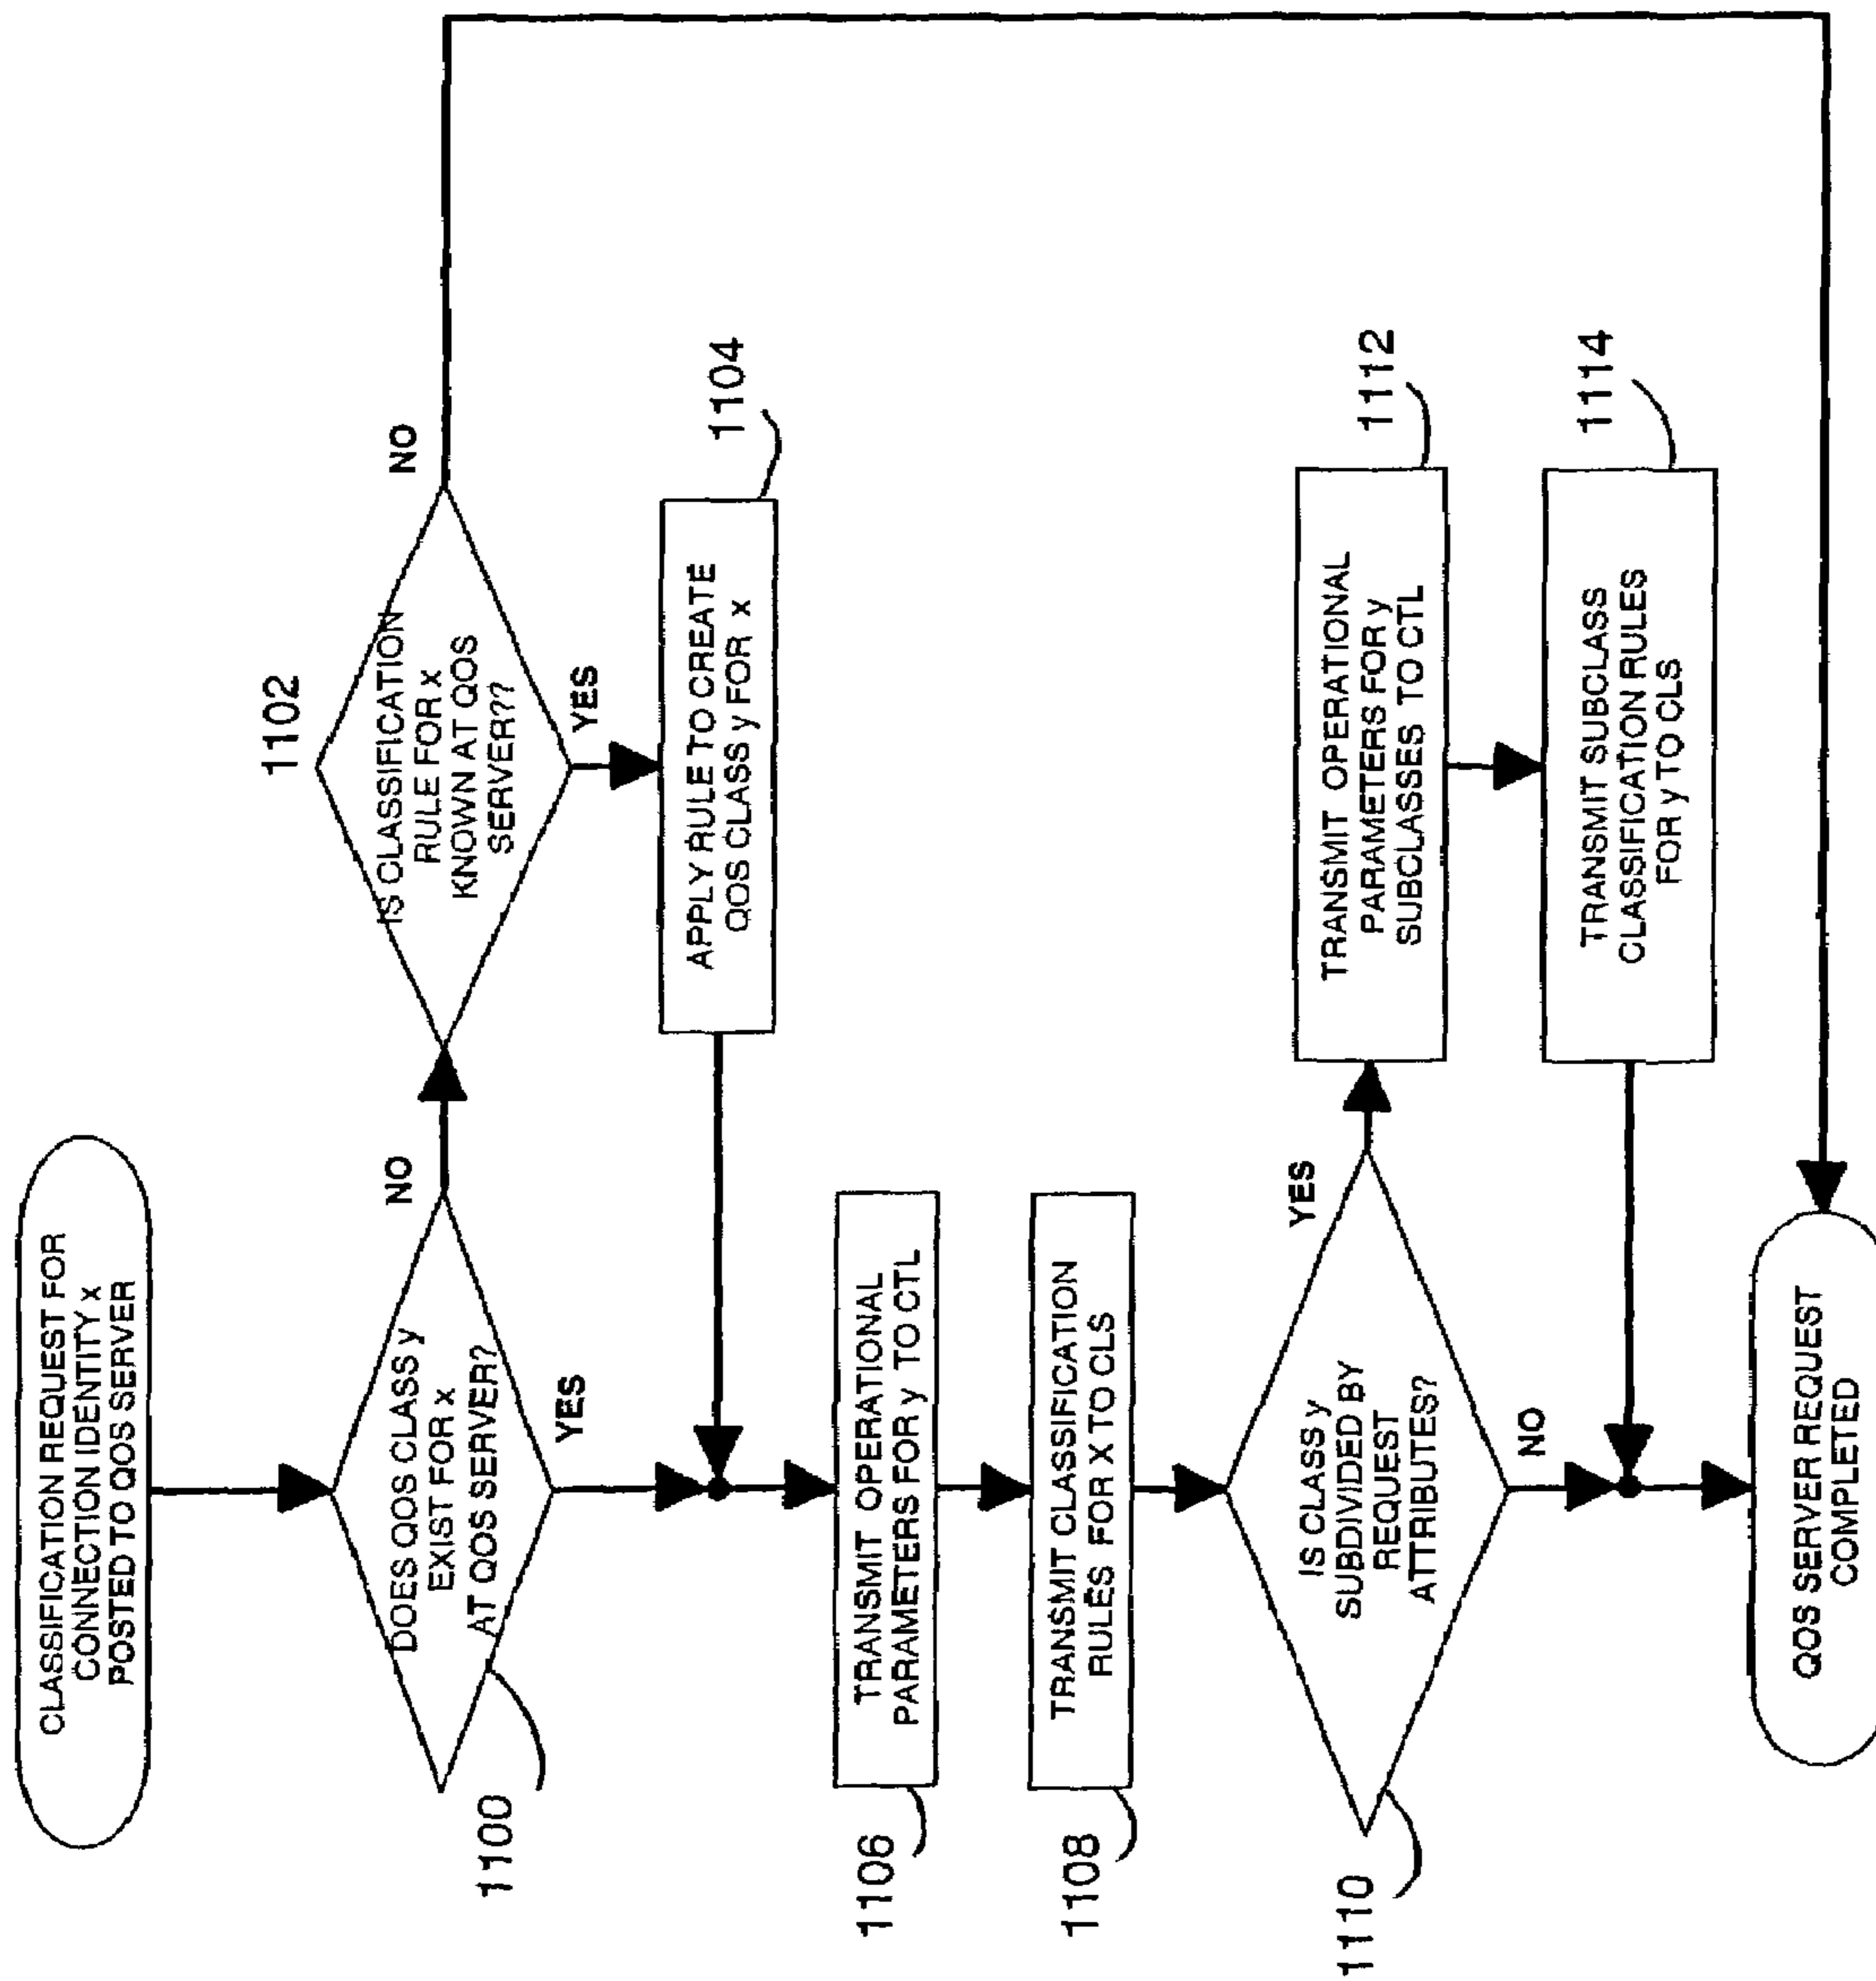 CLASSIFICATION REQUEST FOR
CONNECTION IDENTITY x
POSTED TO QOS SERVER
DOES QOS CLASS y
EXIST FOR x
AT QOS SERVER?
1100
NO
YES
1102
IS CLASSIFICATION
RULE FOR x
KNOWN AT QOS
SERVER??
NO
YES
1104
APPLY RULE TO CREATE
QOS CLASS y FOR x
TRANSMIT OPERATIONAL
PARAMETERS FOR y TO CTL
1106
TRANSMIT CLASSIFICATION
RULES FOR X TO CLS
1108
IS CLASS y
SUBDIVIDED BY
REQUEST
ATTRIBUTES?
1110
YES
NO
TRANSMIT OPERATIONAL
PARAMETERS FOR y
SUBCLASSES TO CTL
1112
TRANSMIT SUBCLASS
CLASSIFICATION RULES
FOR y TO CLS
1114
QOS SERVER REQUEST
COMPLETED